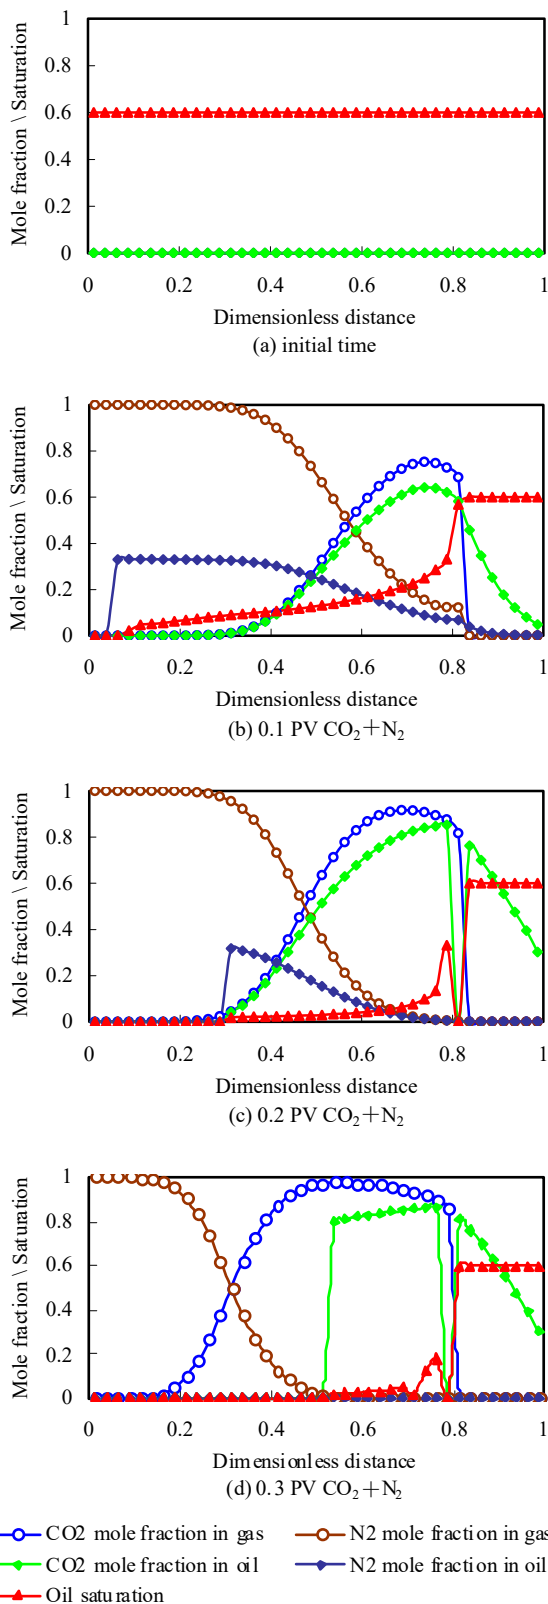 1
0.8
0.6
0.4
0.2
0
Mole fraction \ Saturation
0 0.2 0.4 0.6 0.8 1
Dimensionless distance
(a) initial time
1
0.8
0.6
0.4
0.2
0
Mole fraction \ Saturation
0 0.2 0.4 0.6 0.8 1
Dimensionless distance
(b) 0.1 PV CO₂＋N₂
1
0.8
0.6
0.4
0.2
0
Mole fraction \ Saturation
0 0.2 0.4 0.6 0.8 1
Dimensionless distance
(c) 0.2 PV CO₂＋N₂
1
0.8
0.6
0.4
0.2
0
Mole fraction \ Saturation
0 0.2 0.4 0.6 0.8 1
Dimensionless distance
(d) 0.3 PV CO₂＋N₂
CO2 mole fraction in gas N2 mole fraction in gas
CO2 mole fraction in oil N2 mole fraction in oil
Oil saturation